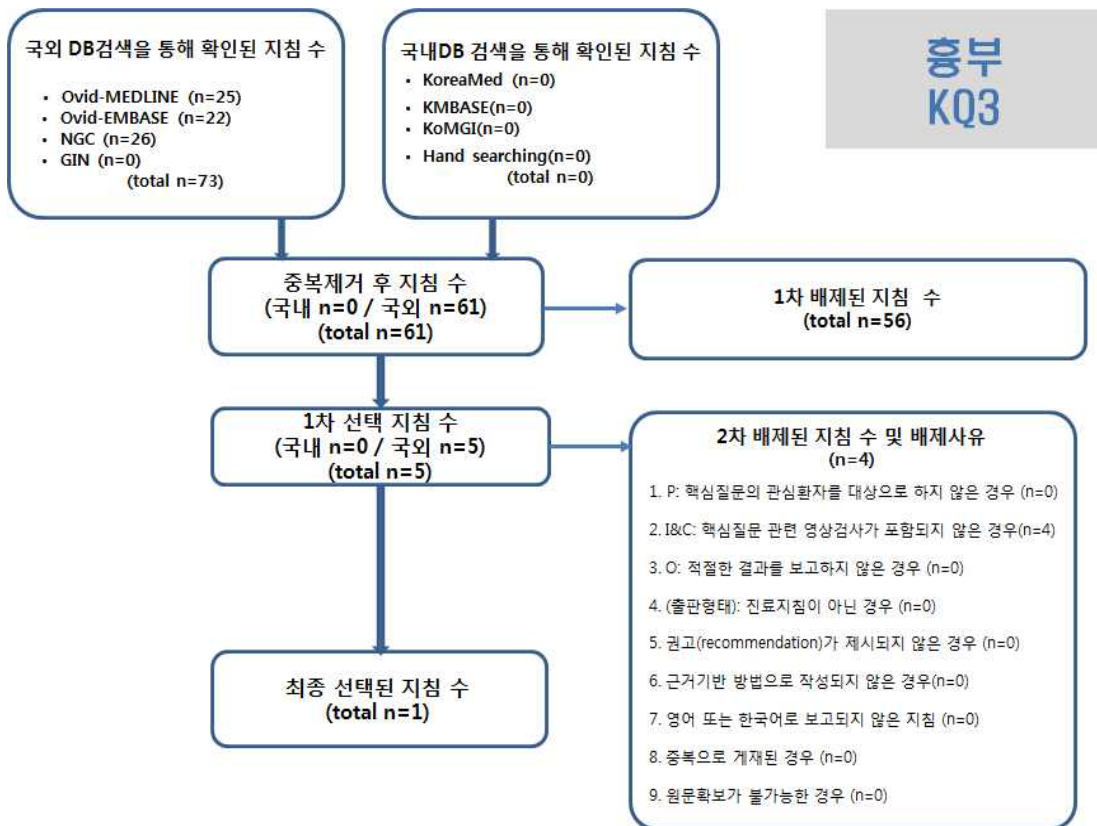 국외 DB검색을 통해 확인된 지침 수
• Ovid-MEDLINE (n=25)
• Ovid-EMBASE (n=22)
• NGC (n=26)
• GIN (n=0)
(total n=73)
국내DB 검색을 통해 확인된 지침 수
• KoreaMed (n=0)
• KMBASE(n=0)
• KoMGI(n=0)
• Hand searching(n=0)
(total n=0)
흉부
KQ3
중복제거 후 지침 수
(국내 n=0 / 국외 n=61)
(total n=61)
1차 배제된 지침 수
(total n=56)
1차 선택 지침 수
(국내 n=0 / 국외 n=5)
(total n=5)
2차 배제된 지침 수 및 배제사유
(n=4)
1. P: 핵심질문의 관심환자를 대상으로 하지 않은 경우 (n=0)
2. I&C: 핵심질문 관련 영상검사가 포함되지 않은 경우(n=4)
3. O: 적절한 결과를 보고하지 않은 경우 (n=0)
4. (출판형태): 진료지침이 아닌 경우 (n=0)
5. 권고(recommendation)가 제시되지 않은 경우 (n=0)
6. 근거기반 방법으로 작성되지 않은 경우(n=0)
7. 영어 또는 한국어로 보고되지 않은 지침 (n=0)
8. 중복으로 게재된 경우 (n=0)
9. 원문확보가 불가능한 경우 (n=0)
최종 선택된 지침 수
(total n=1)